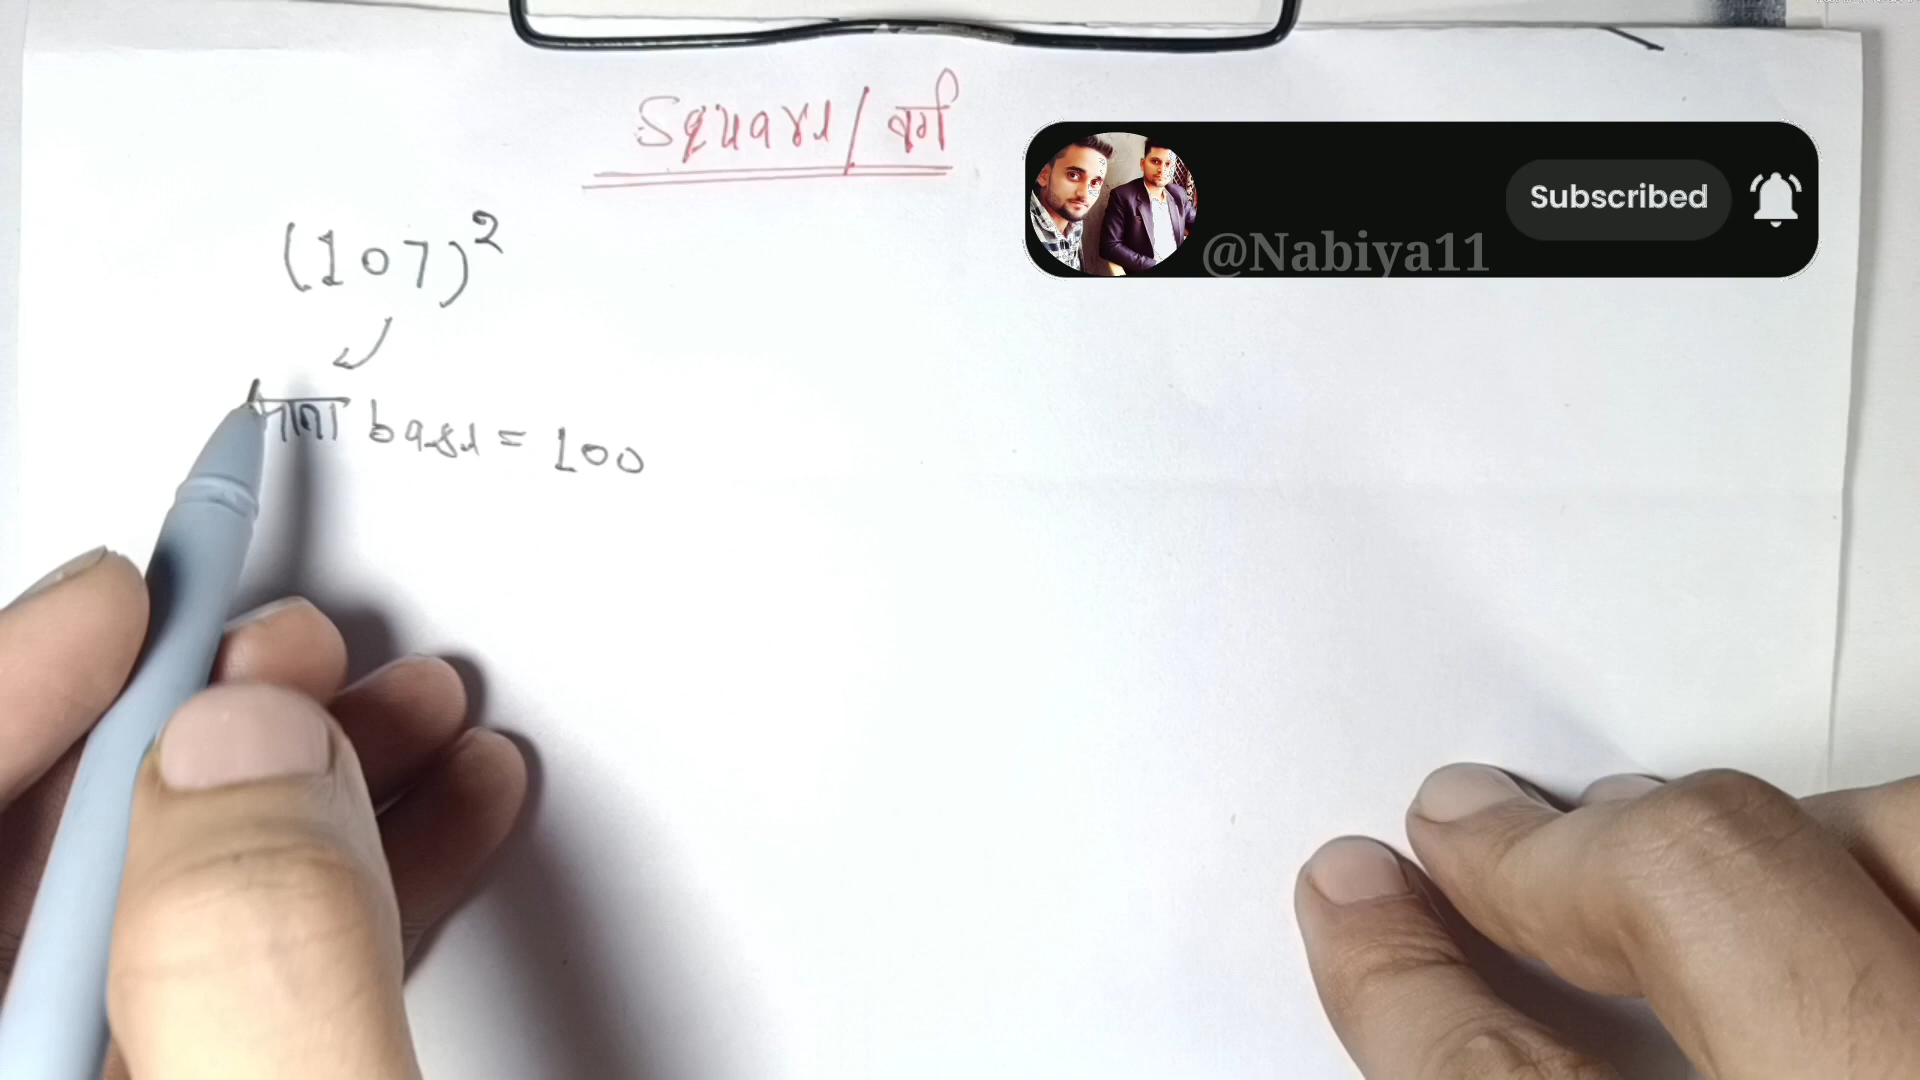 Square/वर्ग
Subscribed
@Nabiya11
(107)²
माना base = 100